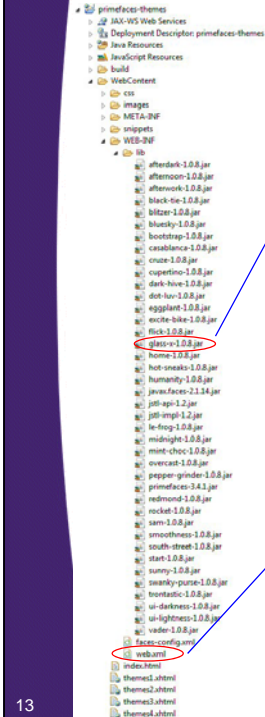 primefaces-themes
JAX-WS Web Services
Deployment Descriptor: primefaces-themes
Java Resources
JavaScript Resources
build
WebContent
css
images
META-INF
snippets
WEB-INF
lib
afterdark-1.0.8.jar
afternoon-1.0.8.jar
afterwork-1.0.8.jar
black-tie-1.0.8.jar
blitzer-1.0.8.jar
bluesky-1.0.8.jar
bootstrap-1.0.8.jar
casablanca-1.0.8.jar
cruze-1.0.8.jar
cupertino-1.0.8.jar
dark-hive-1.0.8.jar
dot-luv-1.0.8.jar
eggplant-1.0.8.jar
excite-bike-1.0.8.jar
flick-1.0.8.jar
glass-x-1.0.8.jar
home-1.0.8.jar
hot-sneaks-1.0.8.jar
humanity-1.0.8.jar
javax.faces-2.1.14.jar
jstl-api-1.2.jar
jstl-impl-1.2.jar
le-frog-1.0.8.jar
midnight-1.0.8.jar
mint-choc-1.0.8.jar
overcast-1.0.8.jar
pepper-grinder-1.0.8.jar
primefaces-3.4.1.jar
redmond-1.0.8.jar
rocket-1.0.8.jar
sam-1.0.8.jar
smoothness-1.0.8.jar
south-street-1.0.8.jar
start-1.0.8.jar
sunny-1.0.8.jar
swanky-purse-1.0.8.jar
trontastic-1.0.8.jar
ui-darkness-1.0.8.jar
ui-lightness-1.0.8.jar
vader-1.0.8.jar
faces-config.xml
web.xml
index.html
themes1.xhtml
themes2.xhtml
themes3.xhtml
themes4.xhtml
13